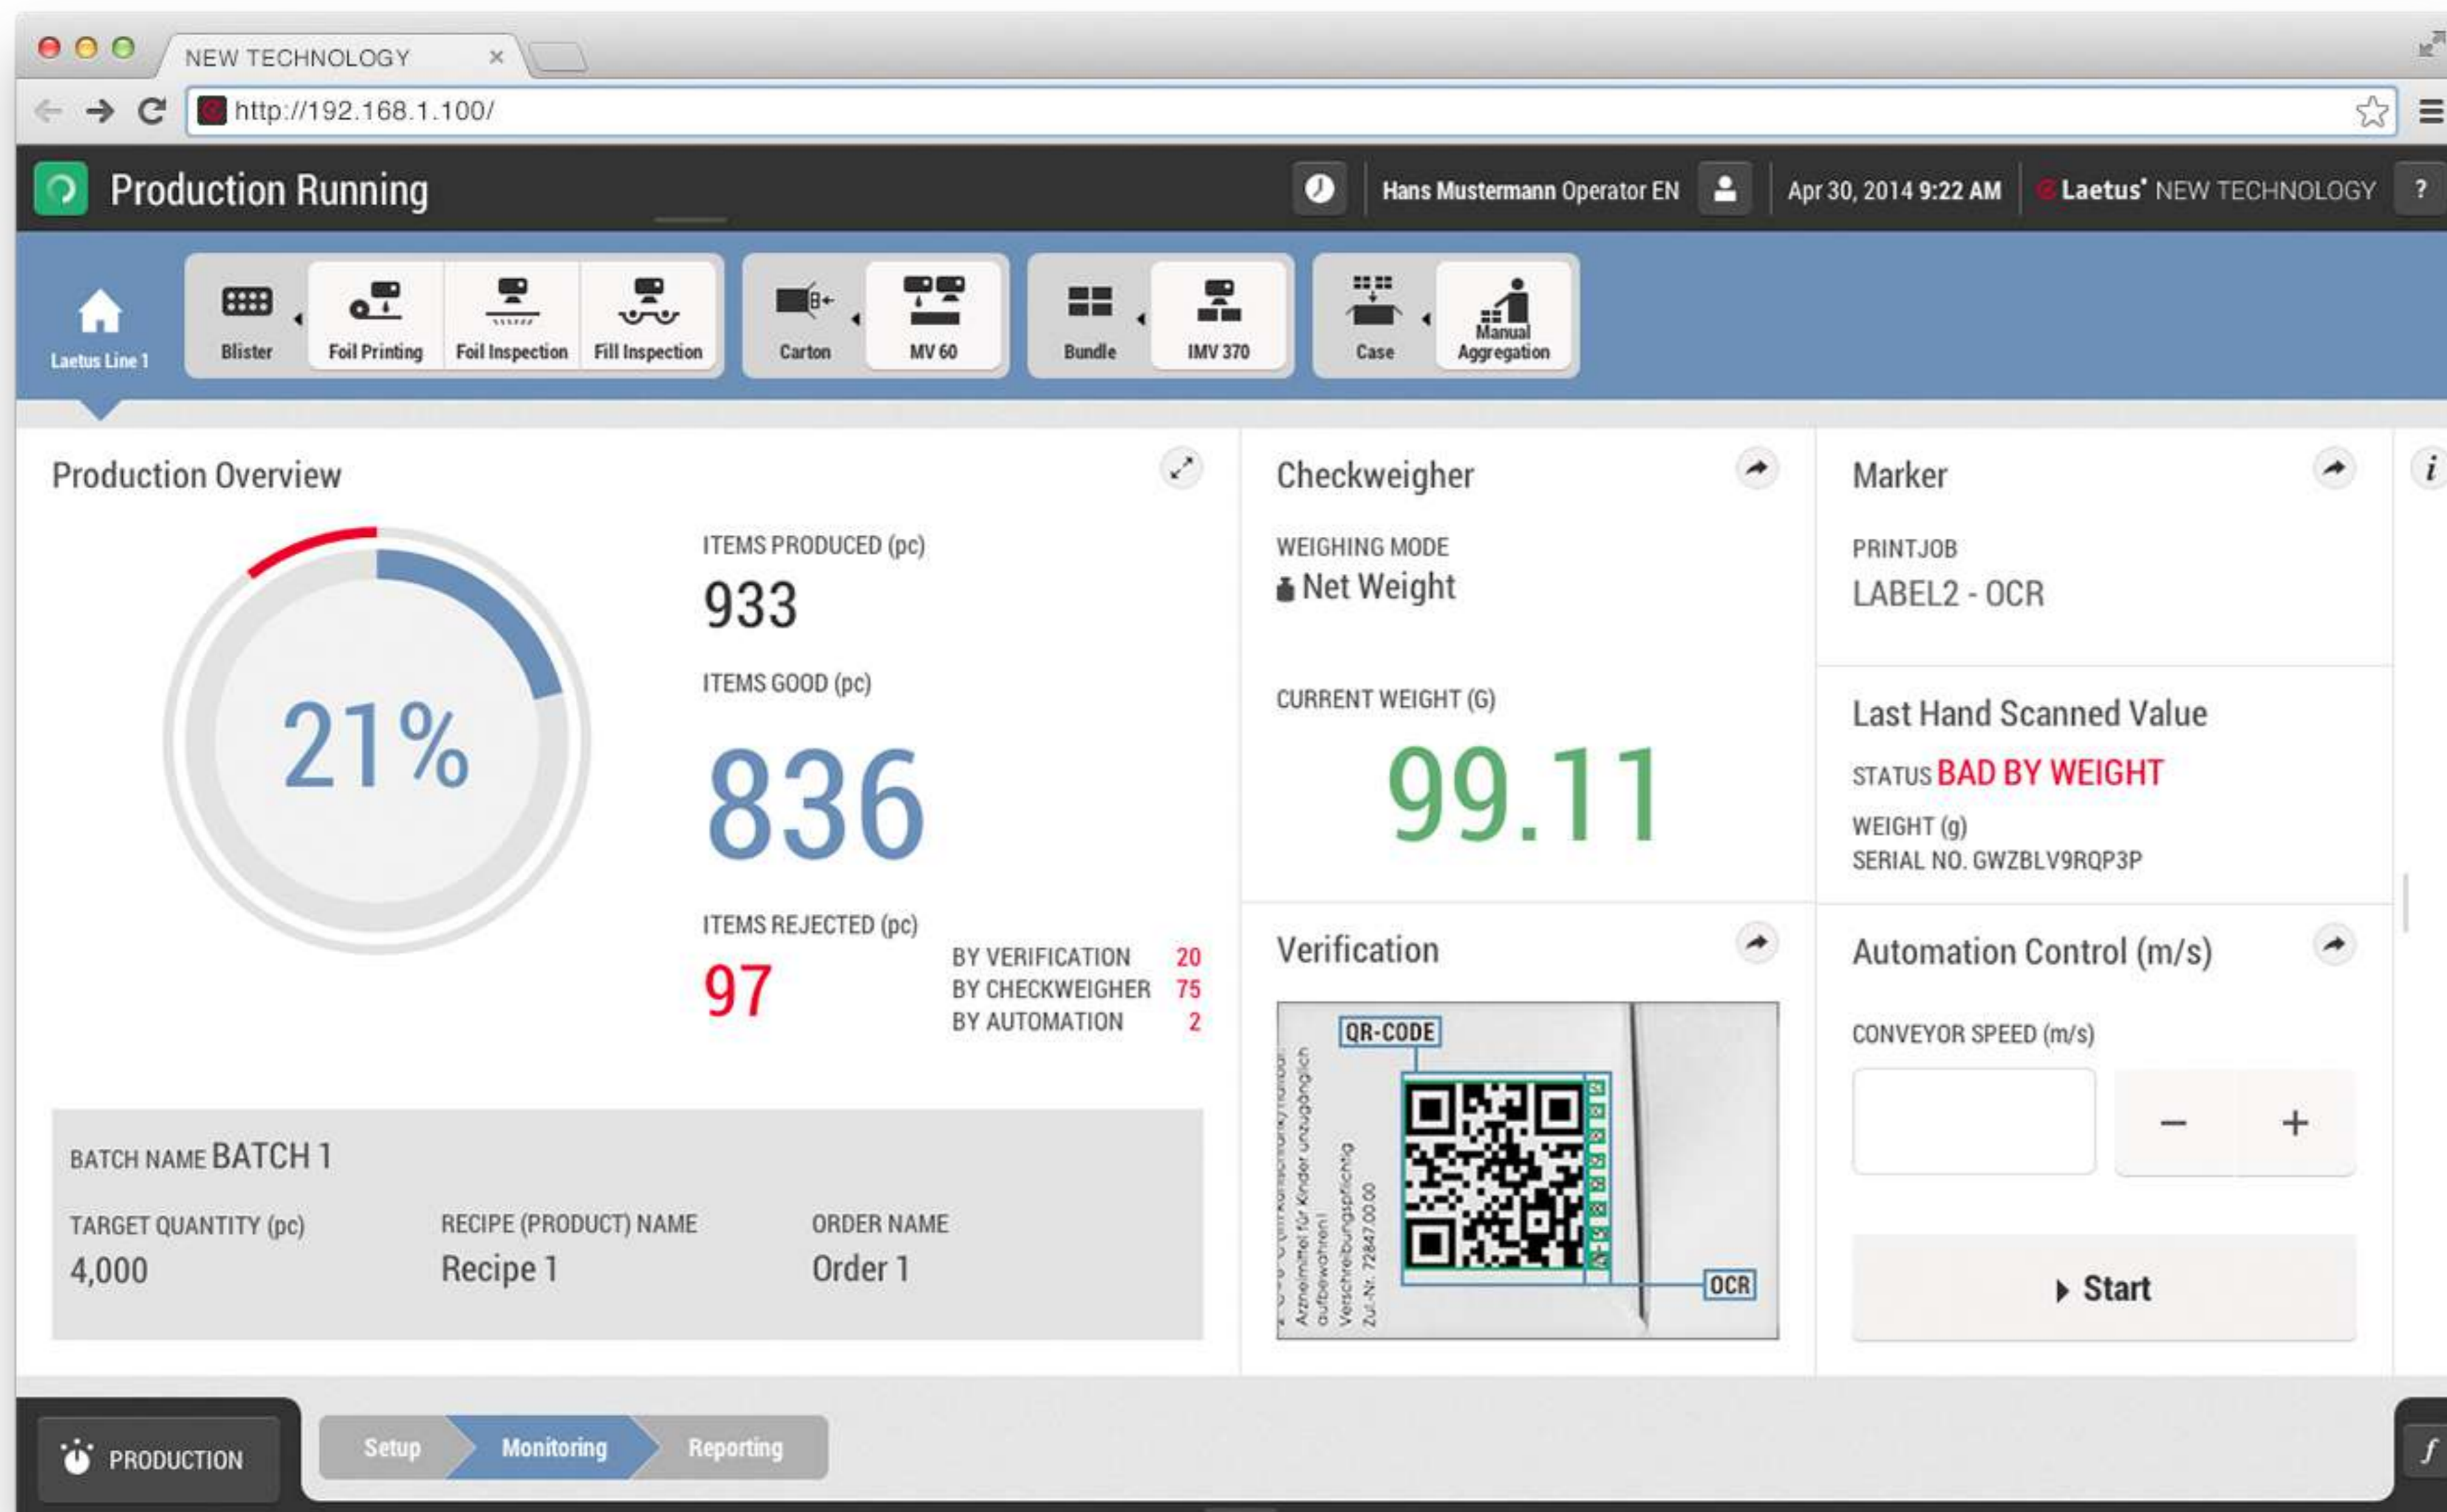 NEW TECHNOLOGY
http://192.168.1.100/
Production Running
Hans Mustermann Operator EN
Apr 30, 2014 9:22 AM
Laetus® NEW TECHNOLOGY
?
Laetus Line 1
Blister
Foil Printing
Foil Inspection
Fill Inspection
Carton
MV 60
Bundle
IMV 370
Case
Manual
Aggregation
Production Overview
21%
ITEMS PRODUCED (pc)
933
ITEMS GOOD (pc)
836
ITEMS REJECTED (pc)
97
BY VERIFICATION 20
BY CHECKWEIGHER 75
BY AUTOMATION 2
BATCH NAME BATCH 1
TARGET QUANTITY (pc)
4,000
RECIPE (PRODUCT) NAME
Recipe 1
ORDER NAME
Order 1
Checkweigher
WEIGHING MODE
Net Weight
CURRENT WEIGHT (G)
99.11
Verification
QR-CODE
Arzneimittel für Kinder unzugänglich
aufbewahren!
Verschreibungspflichtig
Zul.-Nr. 72847.00.00
OCR
Marker
PRINTJOB
LABEL2 - OCR
Last Hand Scanned Value
STATUS BAD BY WEIGHT
WEIGHT (g)
SERIAL NO. GWZBLV9RQP3P
Automation Control (m/s)
CONVEYOR SPEED (m/s)
− +
Start
i
PRODUCTION
Setup
Monitoring
Reporting
f